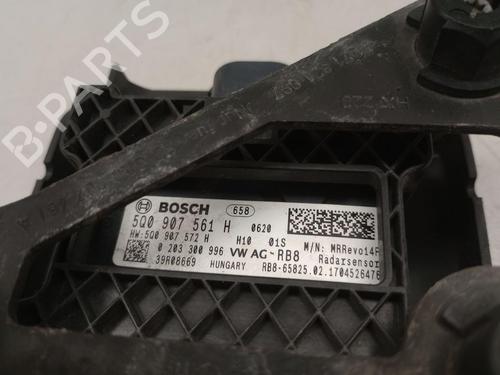 B-PARTS
BOSCH 658
5Q0 907 561 H 0620
HW:5Q0 907 572 H H10 01S M/N: MRRevo14F
0 203 300 996 VW AG-RB8 Radarsensor
39R08669 HUNGARY RB8-65825.02.1704526476